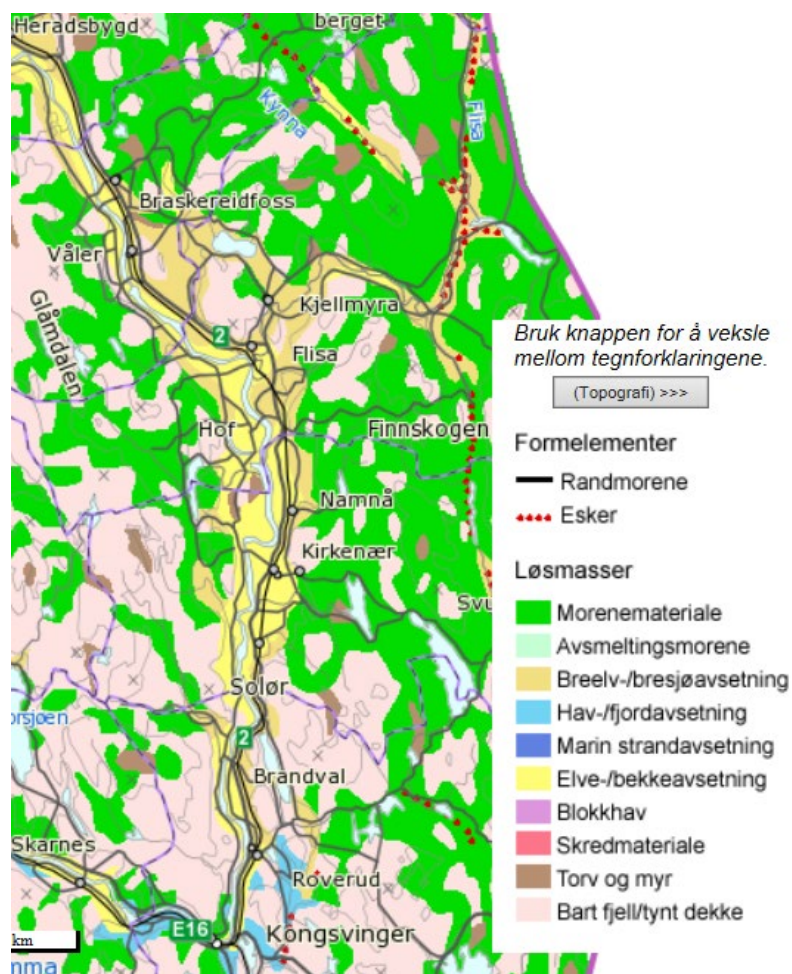 Heradsbygd
berget
Kynna
Flisa
Braskereidfoss
Våler
Glåmdalen
Kjellmyra
2
Flisa
Hof
Finnskogen
Namnå
Kirkenær
Svu
Solør
orsjøen
2
Brandval
Skarnes
Roverud
E16
Kongsvinger
km
mma
Bruk knappen for å veksle
mellom tegnforklaringene.
(Topografi) >>>
Formelementer
Randmorene
Esker
Løsmasser
Morenemateriale
Avsmeltingsmorene
Breelv-/bresjøavsetning
Hav-/fjordavsetning
Marin strandavsetning
Elve-/bekkeavsetning
Blokkhav
Skredmateriale
Torv og myr
Bart fjell/tynt dekke